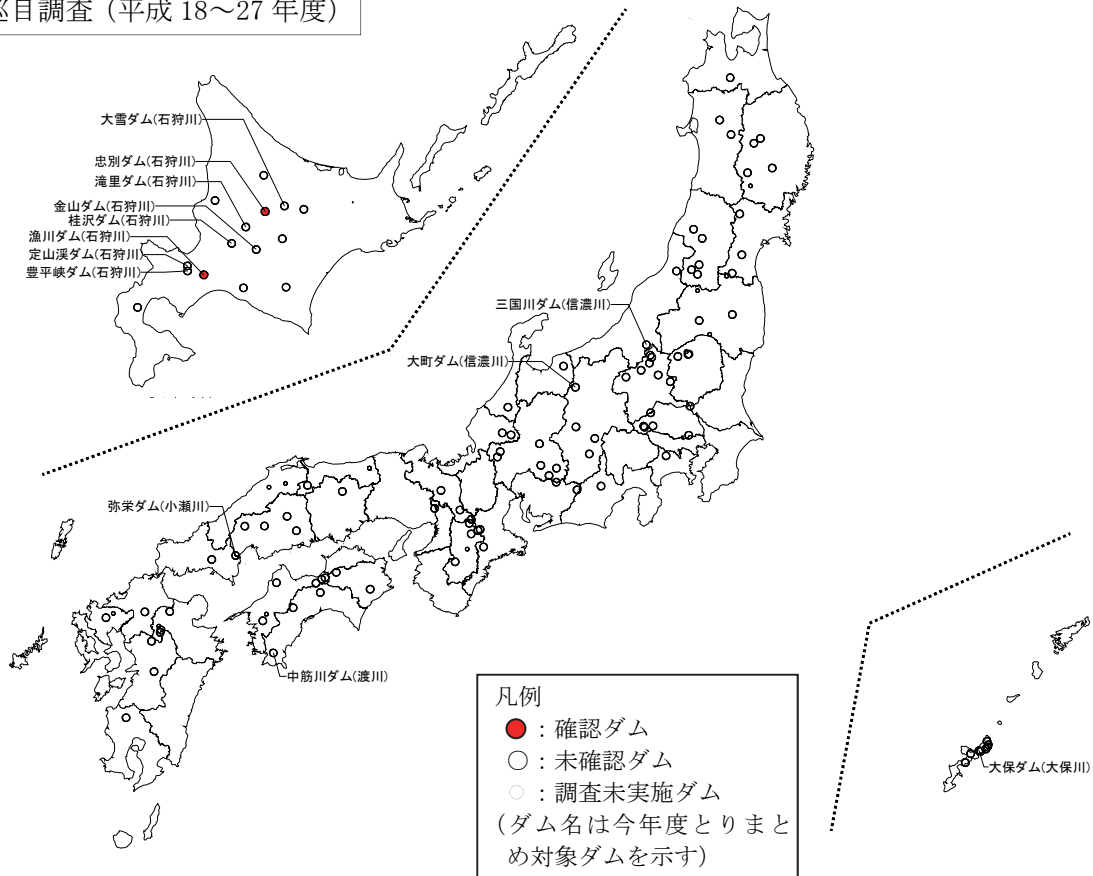 巡目調査（平成 18～27 年度）
大雪ダム(石狩川)
忠別ダム(石狩川)
滝里ダム(石狩川)
金山ダム(石狩川)
桂沢ダム(石狩川)
漁川ダム(石狩川)
定山渓ダム(石狩川)
豊平峡ダム(石狩川)
三国川ダム(信濃川)
大町ダム(信濃川)
弥栄ダム(小瀬川)
中筋川ダム(渡川)
大保ダム(大保川)
凡例
：確認ダム
：未確認ダム
：調査未実施ダム
(ダム名は今年度とりまと
め対象ダムを示す)